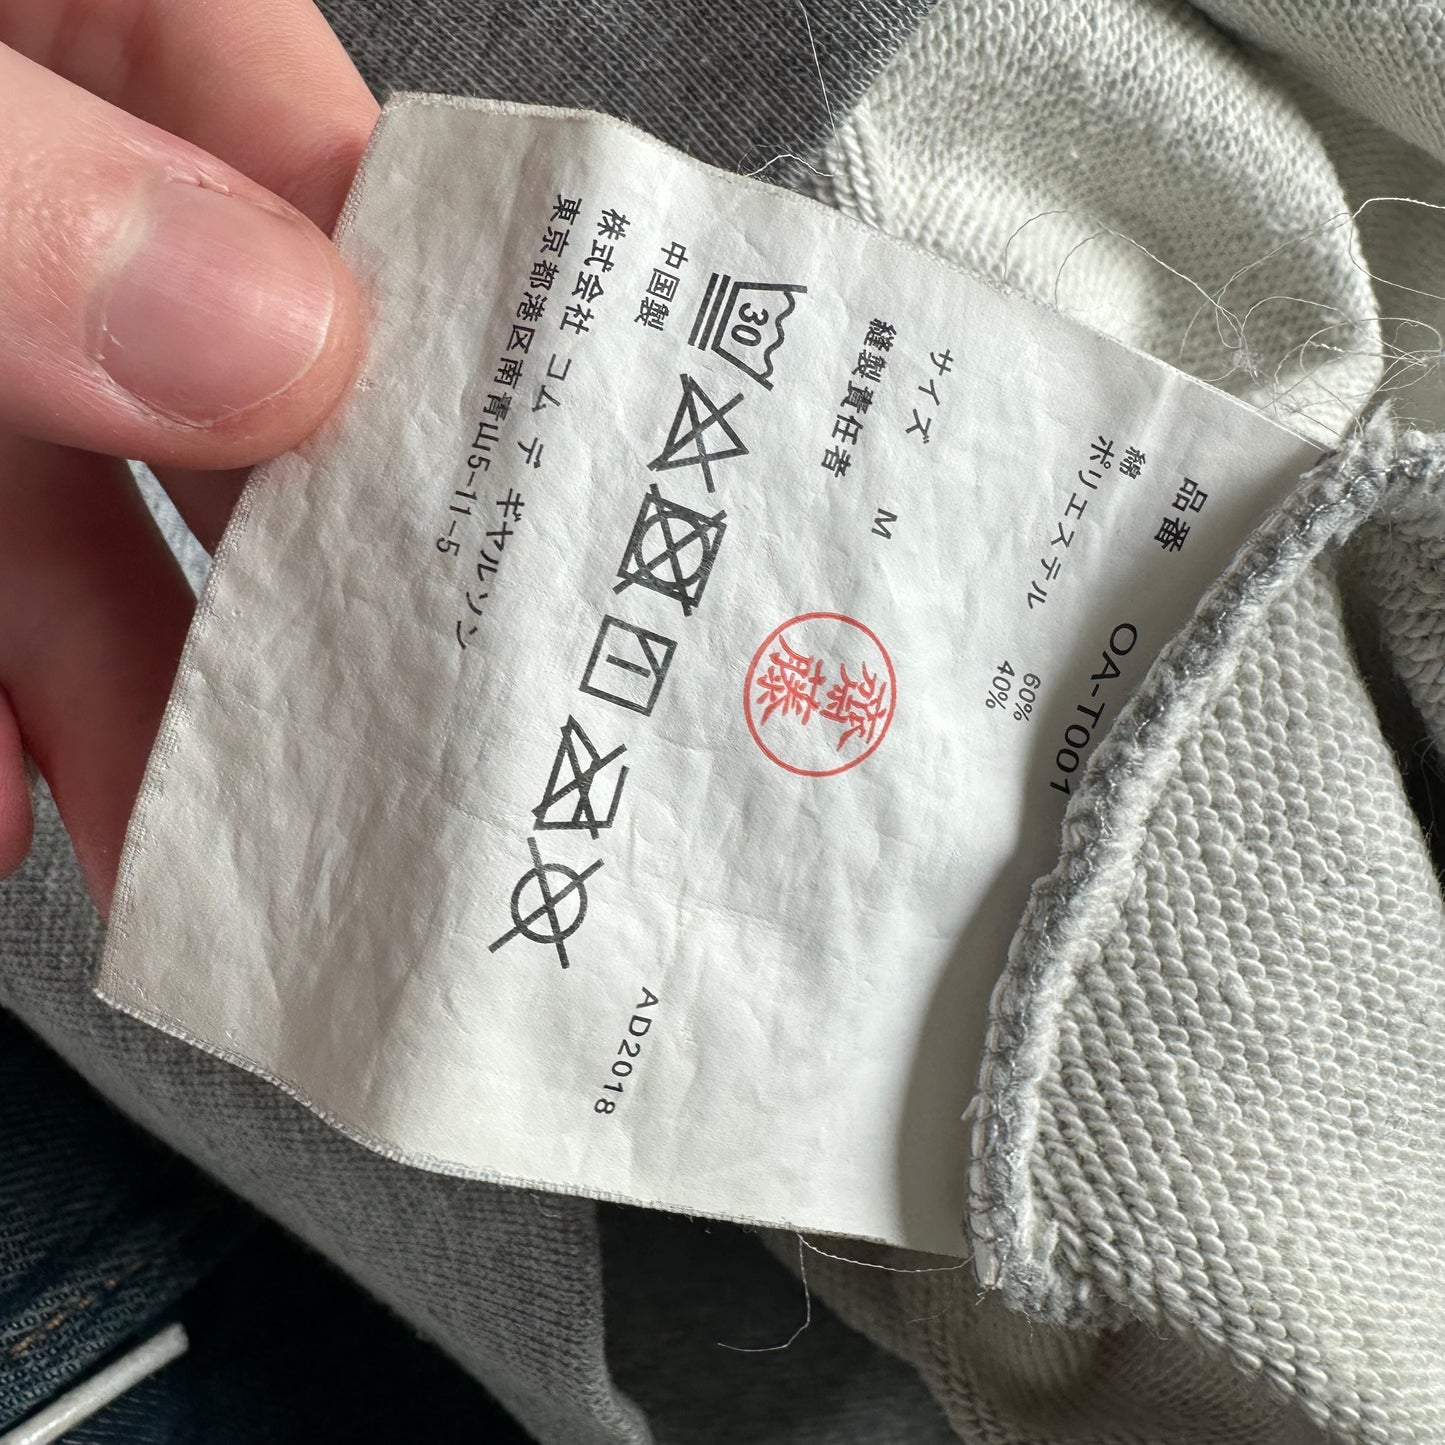 品番 OA-T001
綿 60%
ポリエステル 40%
サイズ M
縫製責任者
齋藤
30
中国製
AD2018
株式会社 コム デ ギャルソン
東京都港区南青山5-11-5